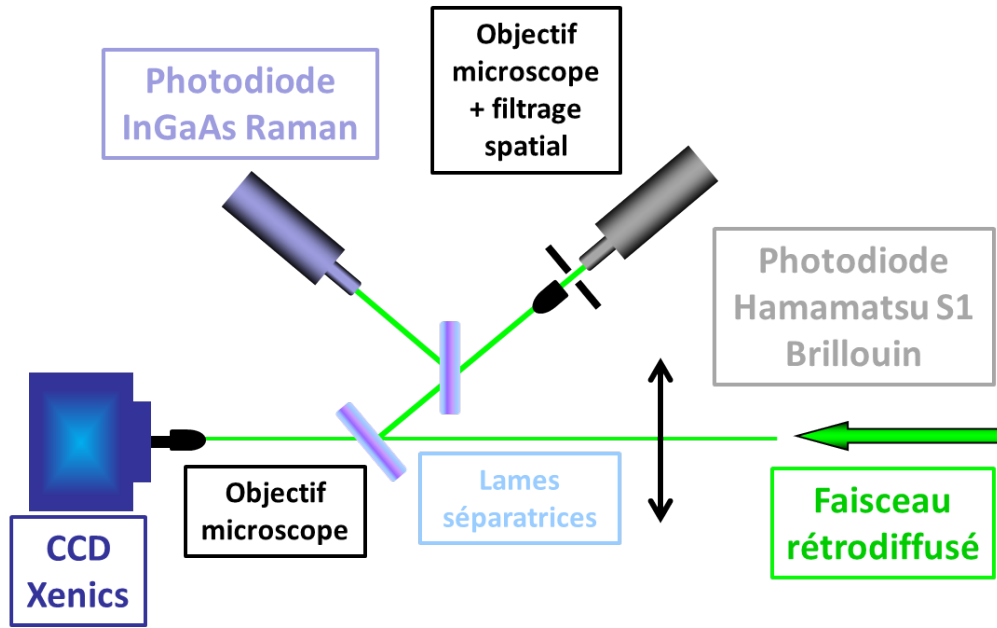 Photodiode
InGaAs Raman
Objectif
microscope
+ filtrage
spatial
Photodiode
Hamamatsu S1
Brillouin
CCD
Xenics
Objectif
microscope
Lames
séparatrices
Faisceau
rétrodiffusé